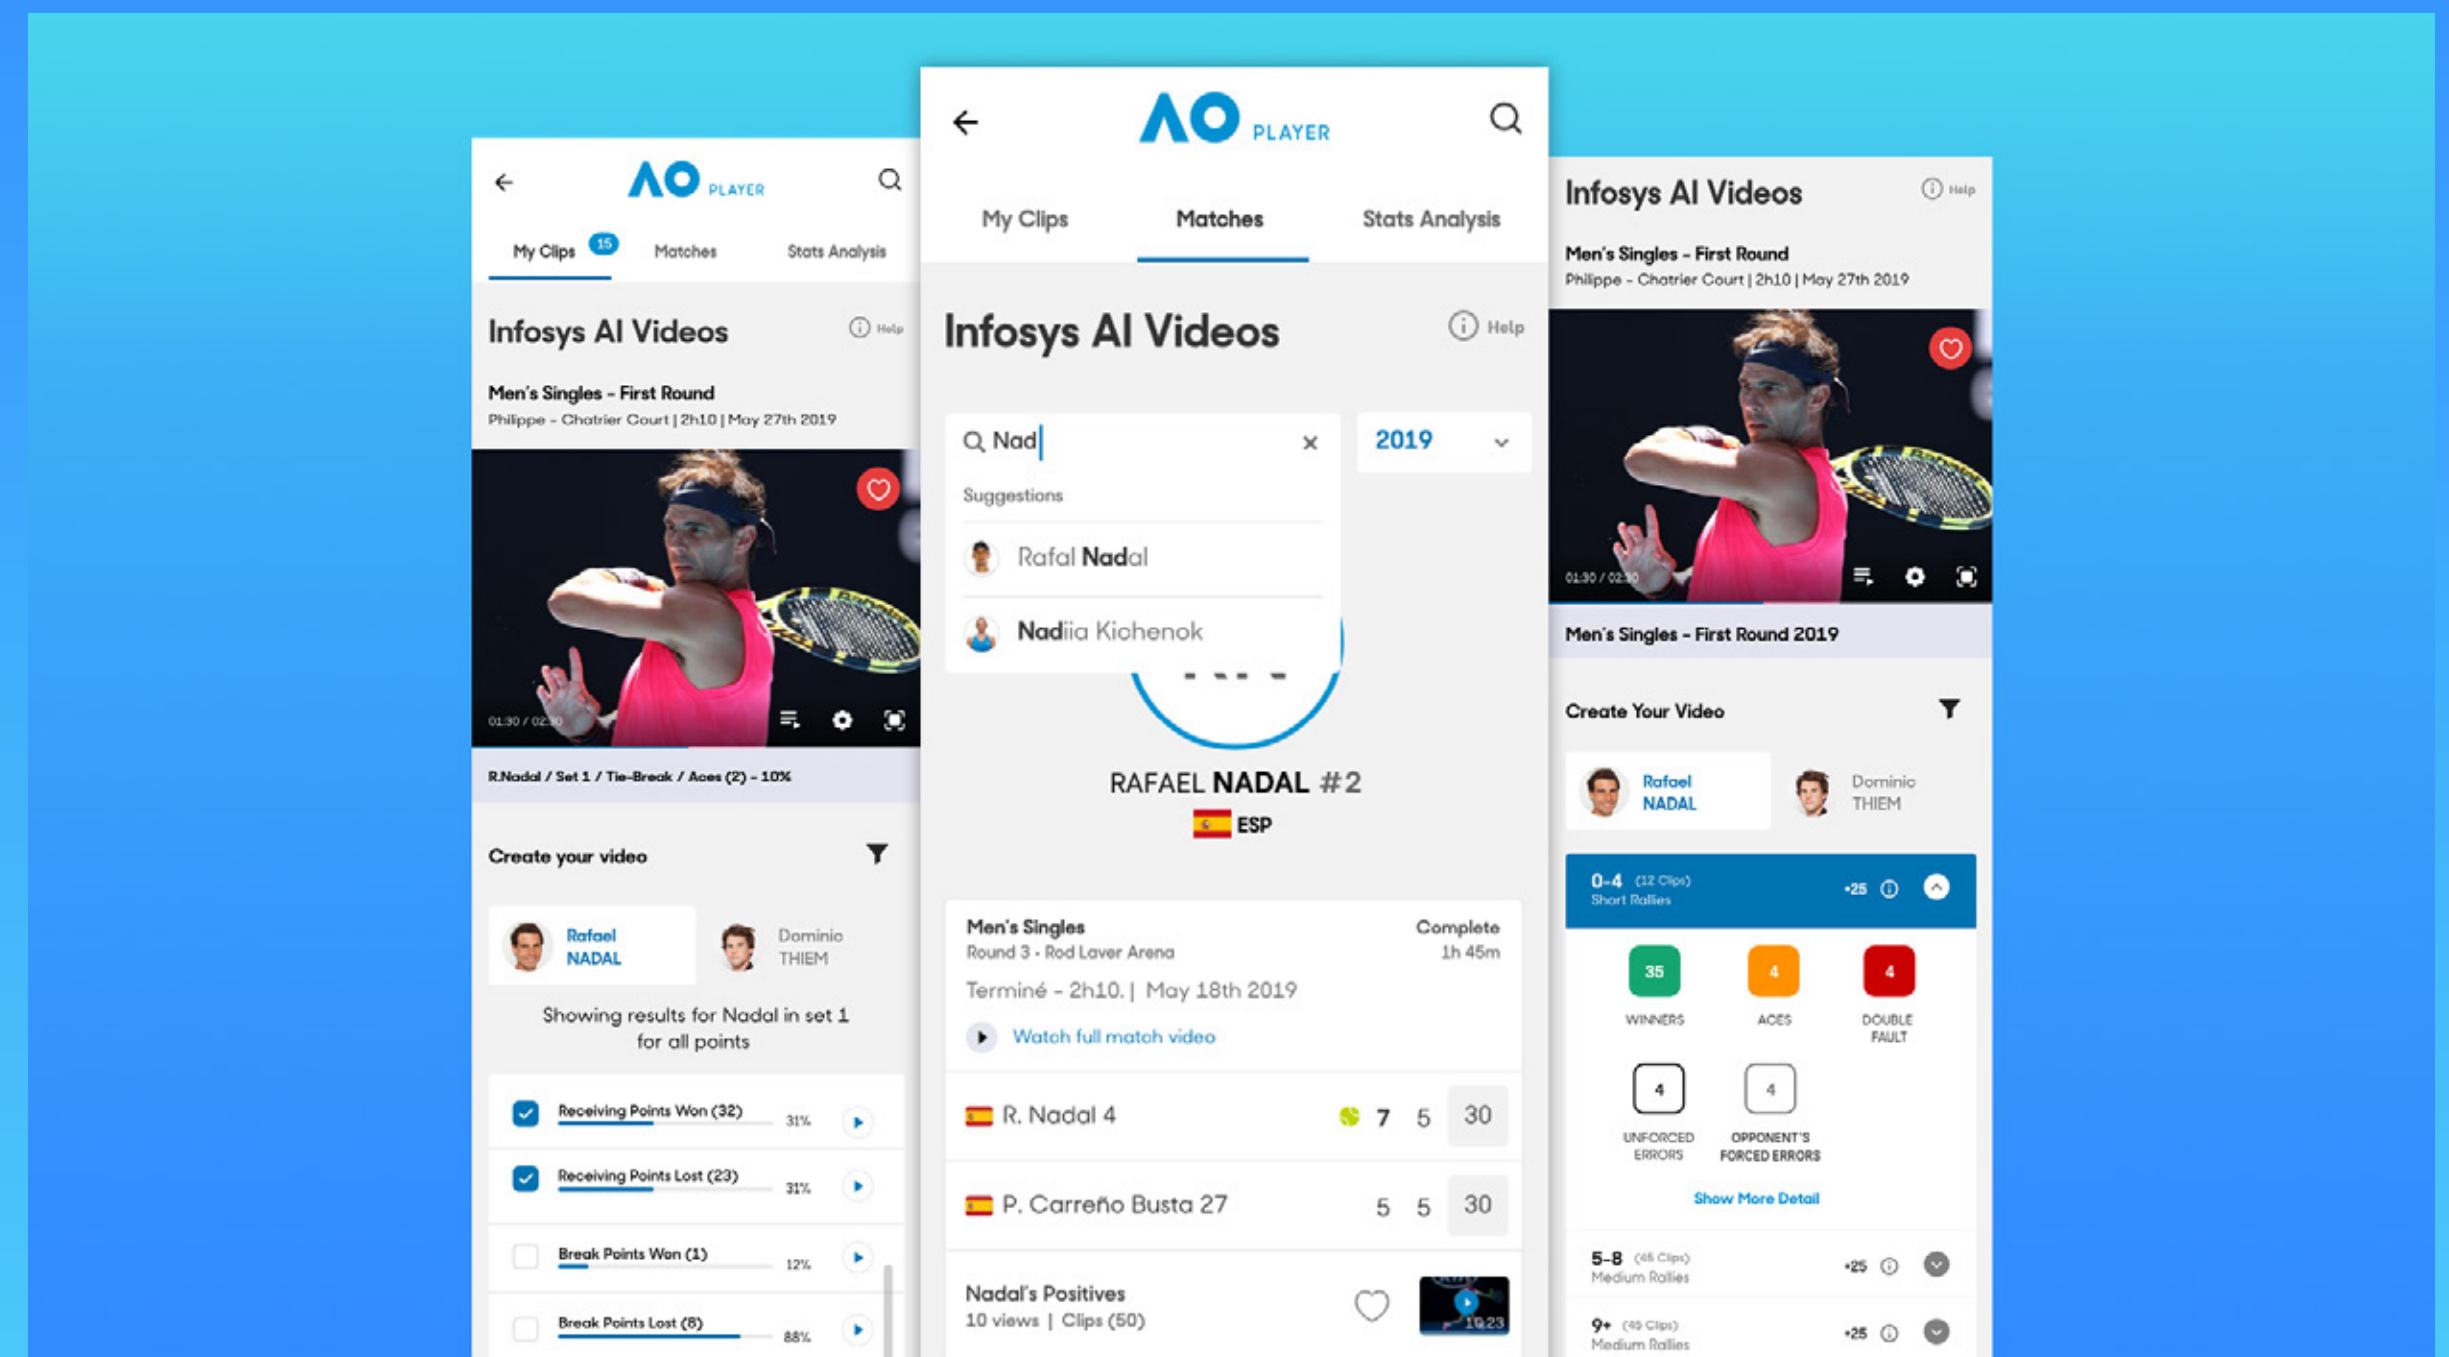 AO PLAYER
My Clips 15 Matches Stats Analysis
Infosys AI Videos
Help
Men's Singles - First Round
Philippe - Chatrier Court | 2h10 | May 27th 2019
01:30 / 02:30
R.Nadal / Set 1 / Tie-Break / Aces (2) - 10%
Create your video
Rafael
NADAL
Dominic
THIEM
Showing results for Nadal in set 1
for all points
Receiving Points Won (32) 31%
Receiving Points Lost (23) 31%
Break Points Won (1) 12%
Break Points Lost (8) 88%
AO PLAYER
My Clips Matches Stats Analysis
Infosys AI Videos
Help
Nad
2019
Suggestions
Rafal Nadal
Nadiia Kichenok
RAFAEL NADAL #2
ESP
Men's Singles Complete
Round 3 • Rod Laver Arena 1h 45m
Terminé - 2h10. | May 18th 2019
Watch full match video
R. Nadal 4 7 5 30
P. Carreño Busta 27 5 5 30
Nadal's Positives
10 views | Clips (50)
10:23
Infosys AI Videos
Help
Men's Singles - First Round
Philippe - Chatrier Court | 2h10 | May 27th 2019
01:30 / 02:30
Men's Singles - First Round 2019
Create Your Video
Rafael
NADAL
Dominic
THIEM
0-4 (12 Clips)
Short Rallies
•25
35
WINNERS
4
ACES
4
DOUBLE
FAULT
4
UNFORCED
ERRORS
4
OPPONENT'S
FORCED ERRORS
Show More Detail
5-8 (45 Clips)
Medium Rallies
•25
9+ (45 Clips)
Medium Rallies
•25